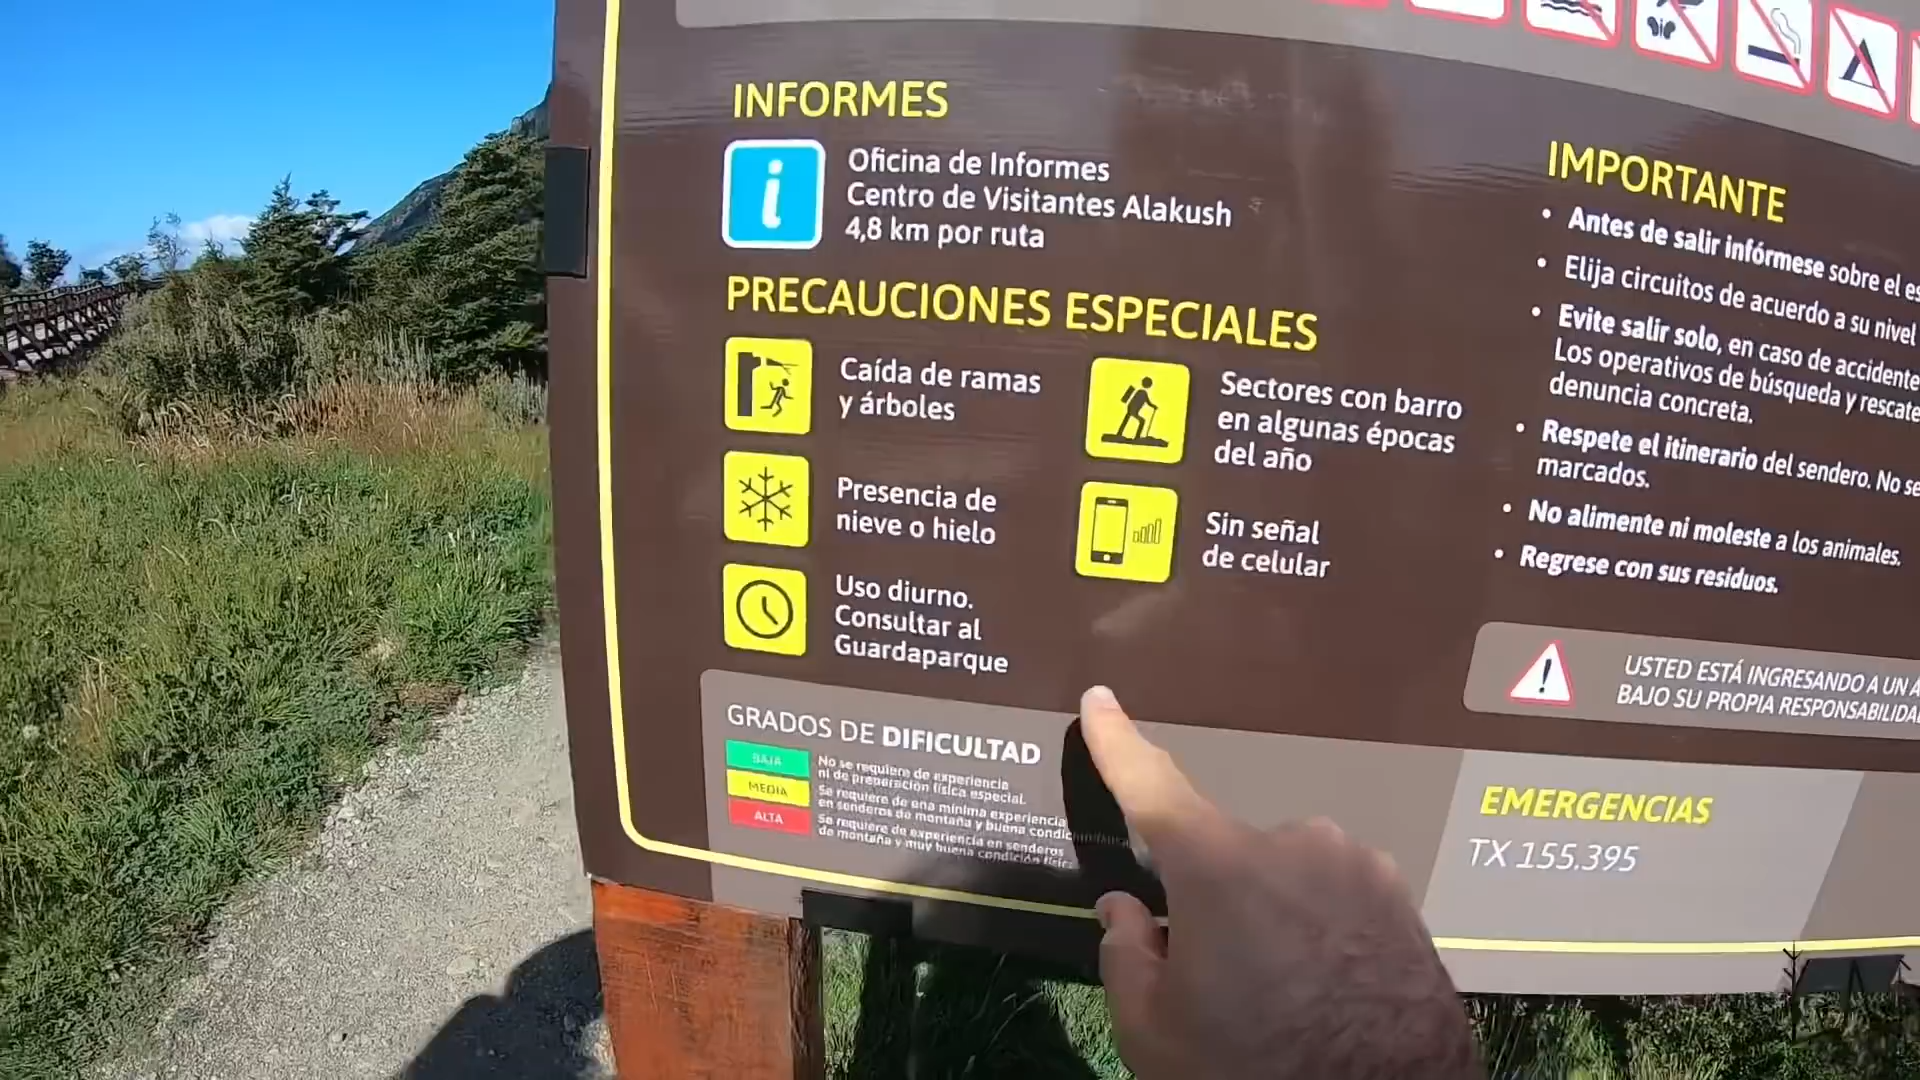 INFORMES
Oficina de Informes
Centro de Visitantes Alakush
4,8 km por ruta
PRECAUCIONES ESPECIALES
Caída de ramas
y árboles
Presencia de
nieve o hielo
Uso diurno.
Consultar al
Guardaparque
Sectores con barro
en algunas épocas
del año
Sin señal
de celular
GRADOS DE DIFICULTAD
BAJA
No se requiere de experiencia
ni de preparación física especial.
MEDIA
Se requiere de una mínima experiencia
en senderos de montaña y buena
ALTA
Se requiere de experiencia en senderos
de montaña y muy buena condición
IMPORTANTE
• Antes de salir infórmese sobre el
• Elija circuitos de acuerdo a su nivel
• Evite salir solo, en caso de accidente
Los operativos de búsqueda y rescate
denuncia concreta.
• Respete el itinerario del sendero. No se
marcados.
• No alimente ni moleste a los animales.
• Regrese con sus residuos.
USTED ESTÁ INGRESANDO A UN
BAJO SU PROPIA
EMERGENCIAS
TX 155.395